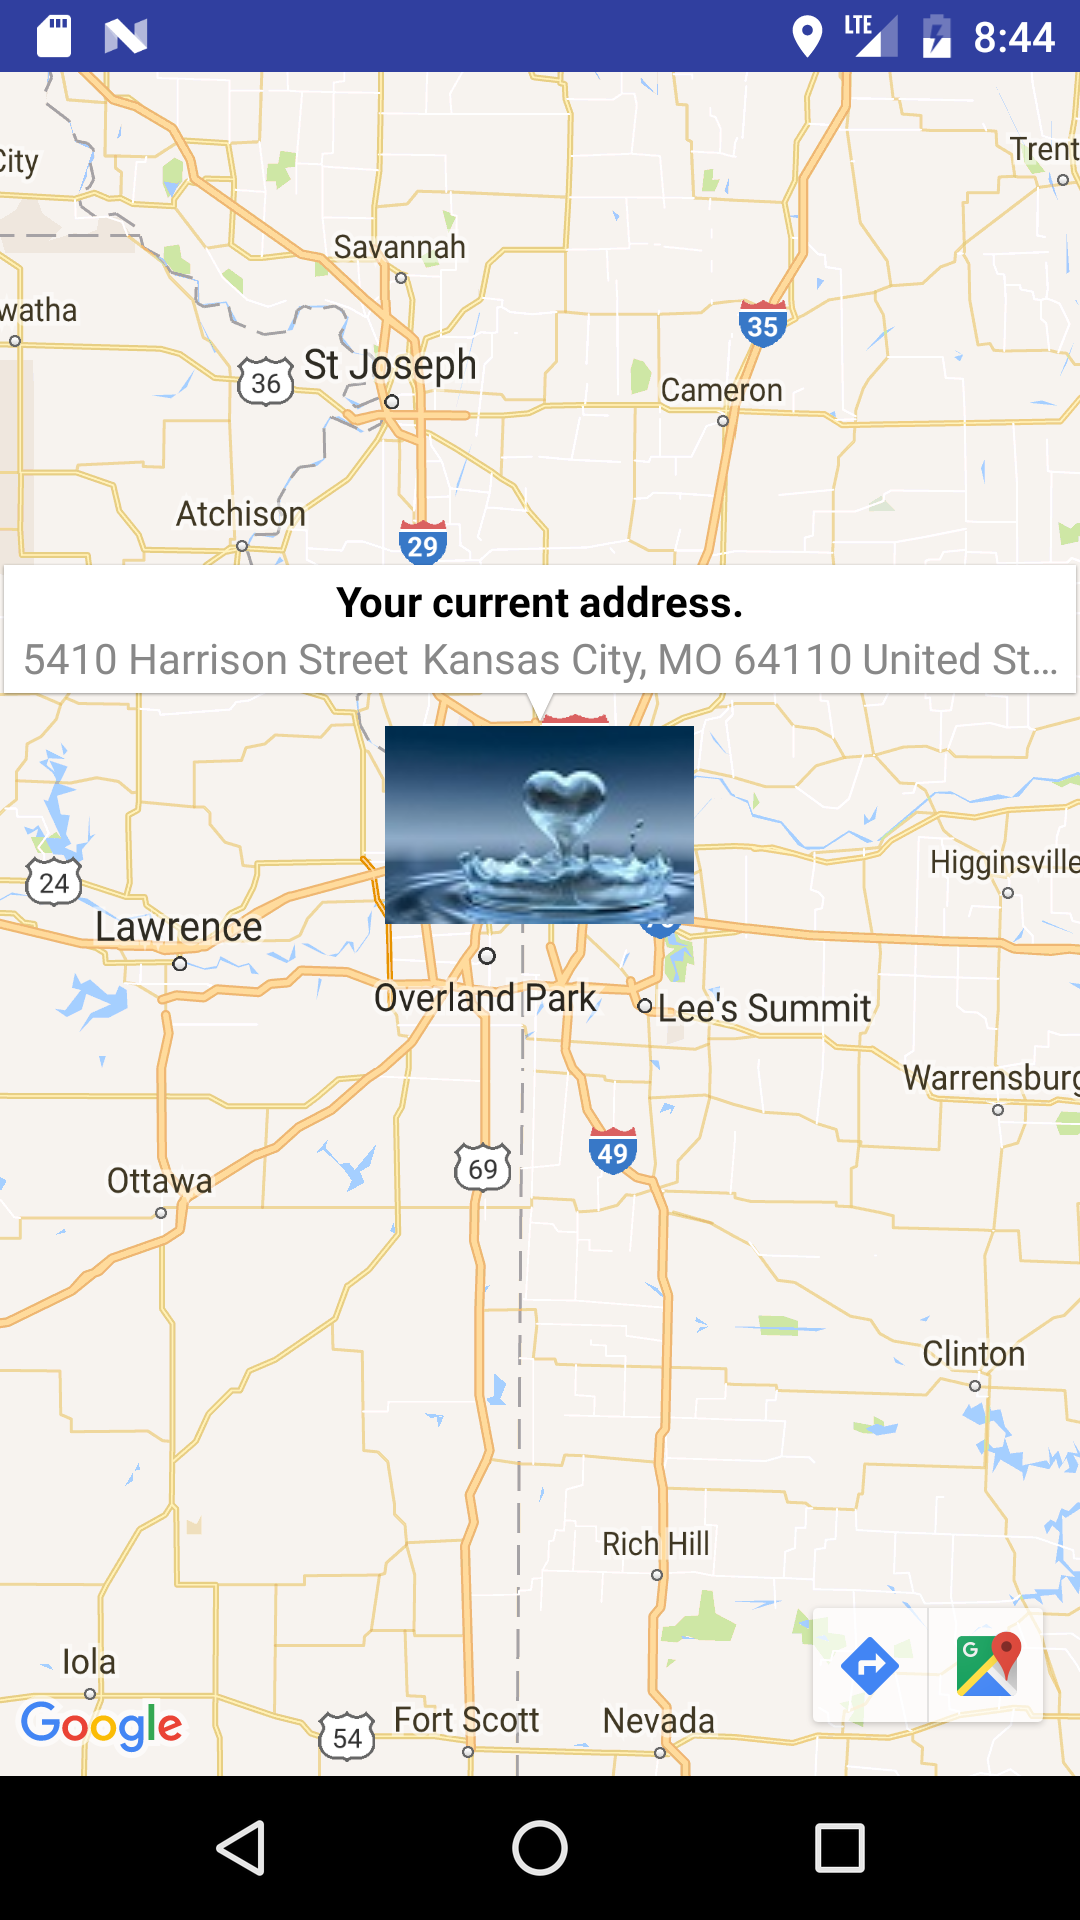 LTE 8:44
City
Trent
Savannah
watha
35
St Joseph
36
Cameron
Atchison
29
Your current address.
5410 Harrison Street Kansas City, MO 64110 United St...
Higginsville
24
Lawrence
Overland Park
Lee's Summit
Warrensburg
49
69
Ottawa
Clinton
Rich Hill
G
Iola
Google
54
Fort Scott
Nevada